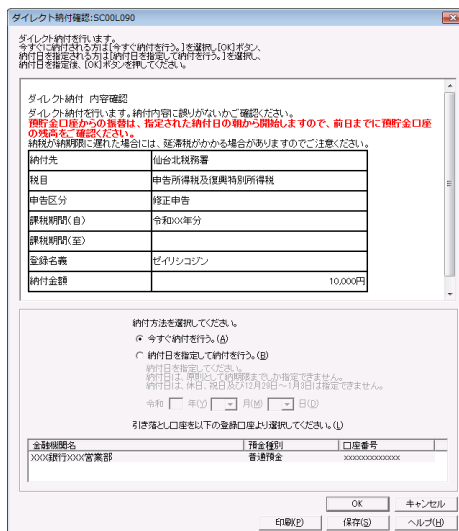 ダイレクト納付確認:SC00L090
ダイレクト納付を行います。
今すぐに納付される方は[今すぐ納付を行う。]を選択し[OK]ボタン、
納付日を指定される方は[納付日を指定して納付を行う。]を選択し、
納付日を指定後、[OK]ボタンを押してください。
ダイレクト納付 内容確認
ダイレクト納付を行います。納付内容に誤りがないかご確認ください。
預貯金口座からの振替は、指定された納付日の朝から開始しますので、前日までに預貯金口座
の残高をご確認ください。
納税が納期限に遅れた場合には、延滞税がかかる場合がありますのでご注意ください。
納付先 仙台北税務署
税目 申告所得税及復興特別所得税
申告区分 修正申告
課税期間(自) 令和XX年分
課税期間(至)
登録名義 ゼイリシコジン
納付金額 10,000円
納付方法を選択してください。
今すぐ納付を行う。(A)
納付日を指定して納付を行う。(B)
納付日を指定してください。
納付日は、原則として納期限までしか指定できません。
納付日は、休日、祝日及び12月29日~1月3日は指定できません。
令和 年(Y) 月(M) 日(D)
引き落とし口座を以下の登録口座より選択してください。(L)
金融機関名 預金種別 口座番号
XXX銀行XXX営業部 普通預金 xxxxxxxxxxxxx
OK キャンセル
印刷(P) 保存(S) ヘルプ(H)